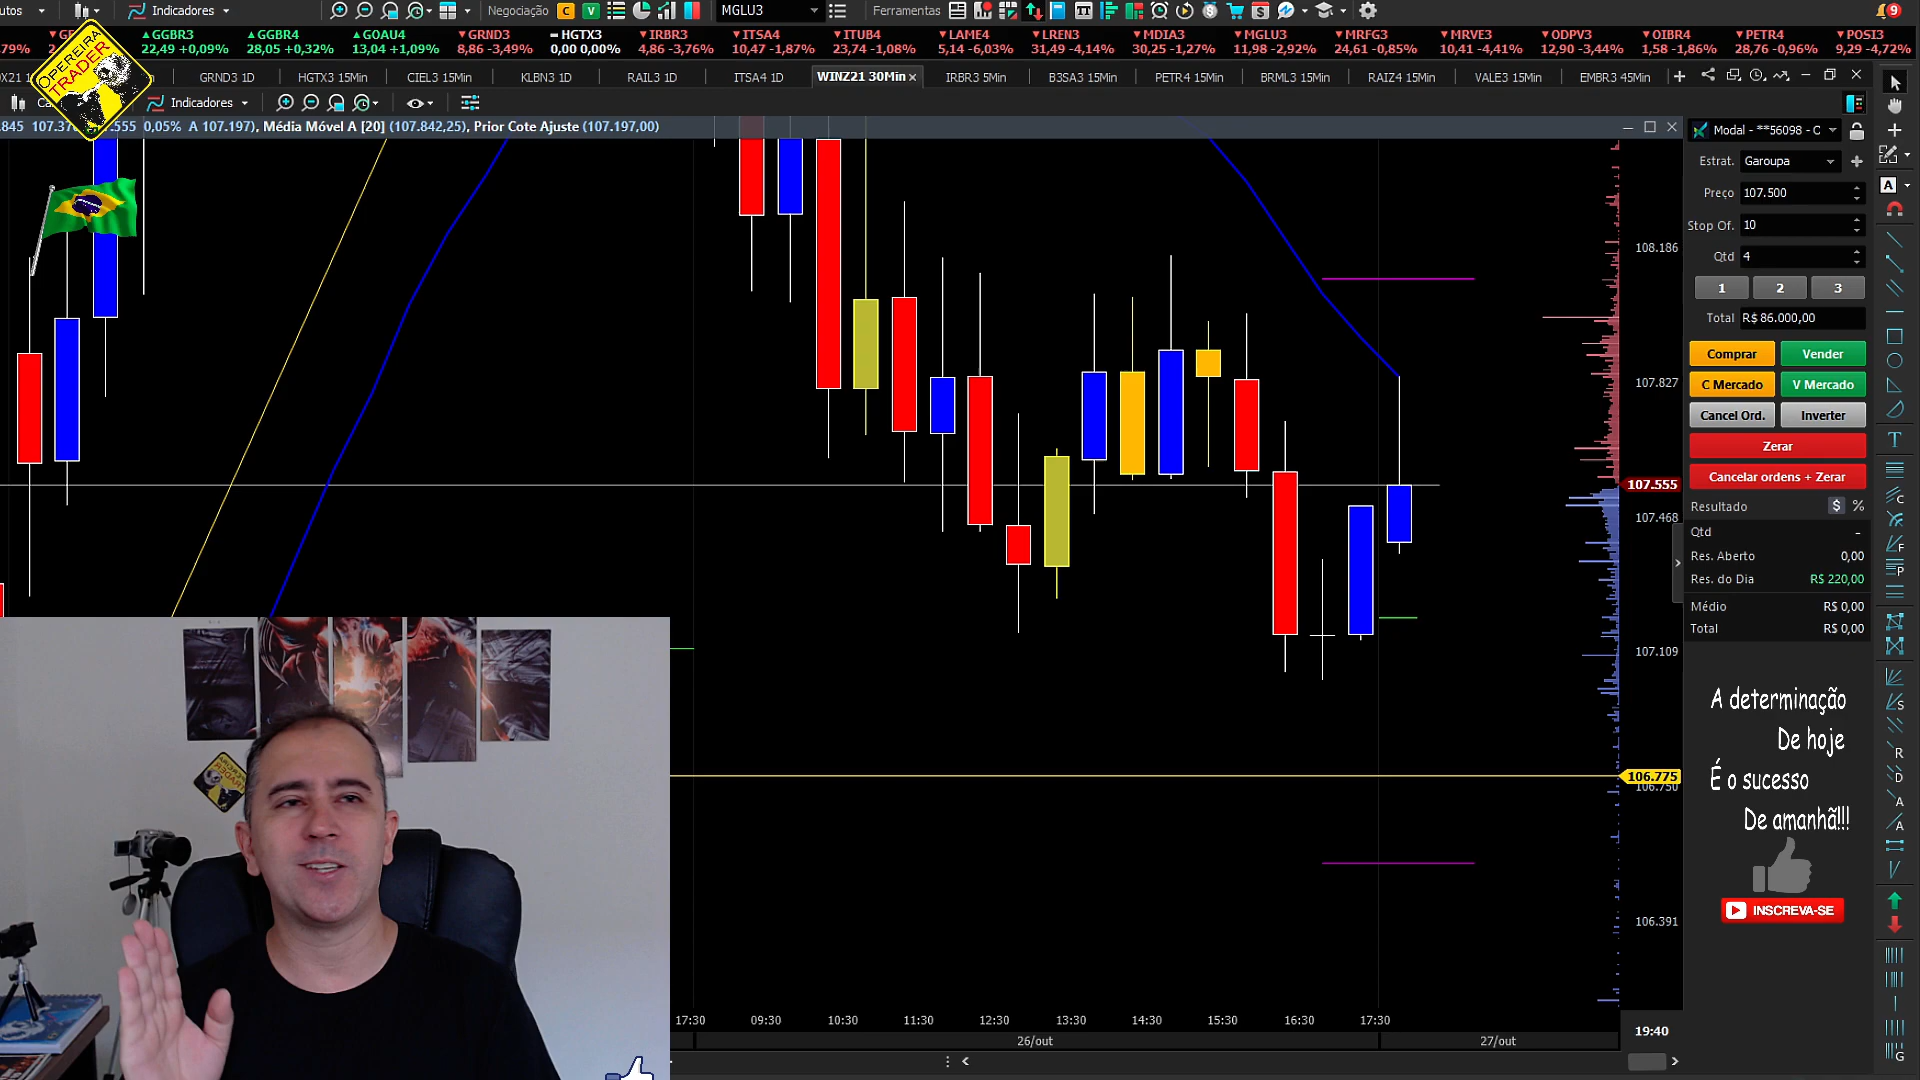 utos
Indicadores
Negociação
C
V
MGLU3
Ferramentas
9
GGBR3
GGBR4
GOAU4
GRND3
HGTX3
IRBR3
ITSA4
ITUB4
LAME4
LREN3
MDIA3
MGLU3
MRFG3
MRVE3
ODPV3
OIBR4
PETR4
POSI3
,79%
22,49 +0,09%
28,05 +0,32%
13,04 +1,09%
8,86 -3,49%
0,00 0,00%
4,86 -3,76%
10,47 -1,87%
23,74 -1,08%
5,14 -6,03%
31,49 -4,14%
30,25 -1,27%
11,98 -2,92%
24,61 -0,85%
10,41 -4,41%
12,90 -3,44%
1,58 -1,86%
28,76 -0,96%
9,29 -4,72%
OPEREIRA
TRADER
GRND3 1D
HGTX3 15Min
CIEL3 15Min
KLBN3 1D
RAIL3 1D
ITSA4 1D
WINZ21 30Min
IRBR3 5Min
B3SA3 15Min
PETR4 15Min
BRML3 15Min
RAIZ4 15Min
VALE3 15Min
EMBR3 45Min
Indicadores
0,05% A 107.197), Média Móvel A [20] (107.842,25), Prior Cote Ajuste (107.197,00)
108.186
107.827
107.555
107.468
107.109
106.775
106.750
106.391
17:30
09:30
10:30
11:30
12:30
13:30
14:30
15:30
16:30
17:30
19:40
26/out
27/out
Modal - **56098 - C
Estrat. Garoupa
Preço 107.500
Stop Of. 10
Qtd 4
1 2 3
Total R$ 86.000,00
Comprar Vender
C Mercado V Mercado
Cancel Ord. Inverter
Zerar
Cancelar ordens + Zerar
Resultado $ %
Qtd -
Res. Aberto 0,00
Res. do Dia R$ 220,00
Médio R$ 0,00
Total R$ 0,00
A determinação
De hoje
É o sucesso
De amanhã!!!
INSCREVA-SE